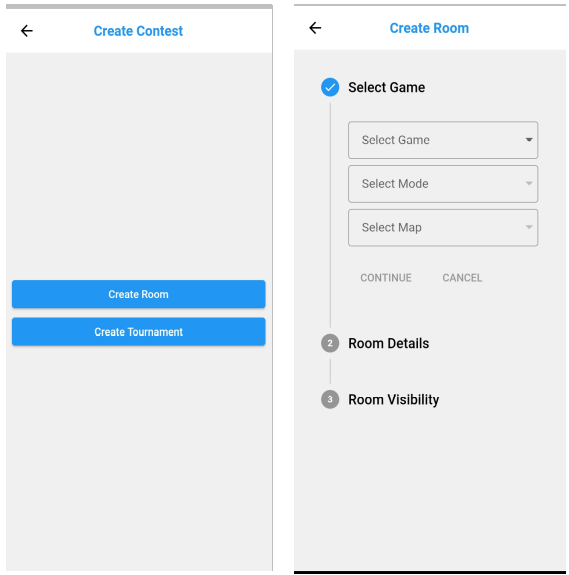 Create Contest
Create Room
Create Tournament
Create Room
Select Game
Select Game
Select Mode
Select Map
CONTINUE CANCEL
2 Room Details
3 Room Visibility